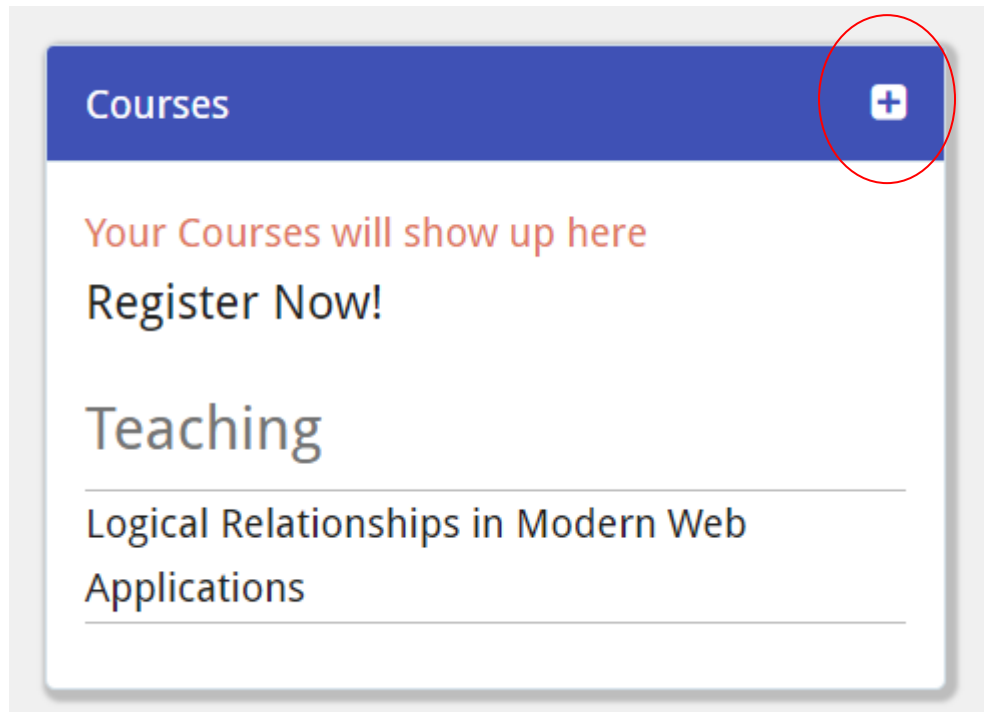 Courses
Your Courses will show up here
Register Now!
Teaching
Logical Relationships in Modern Web
Applications